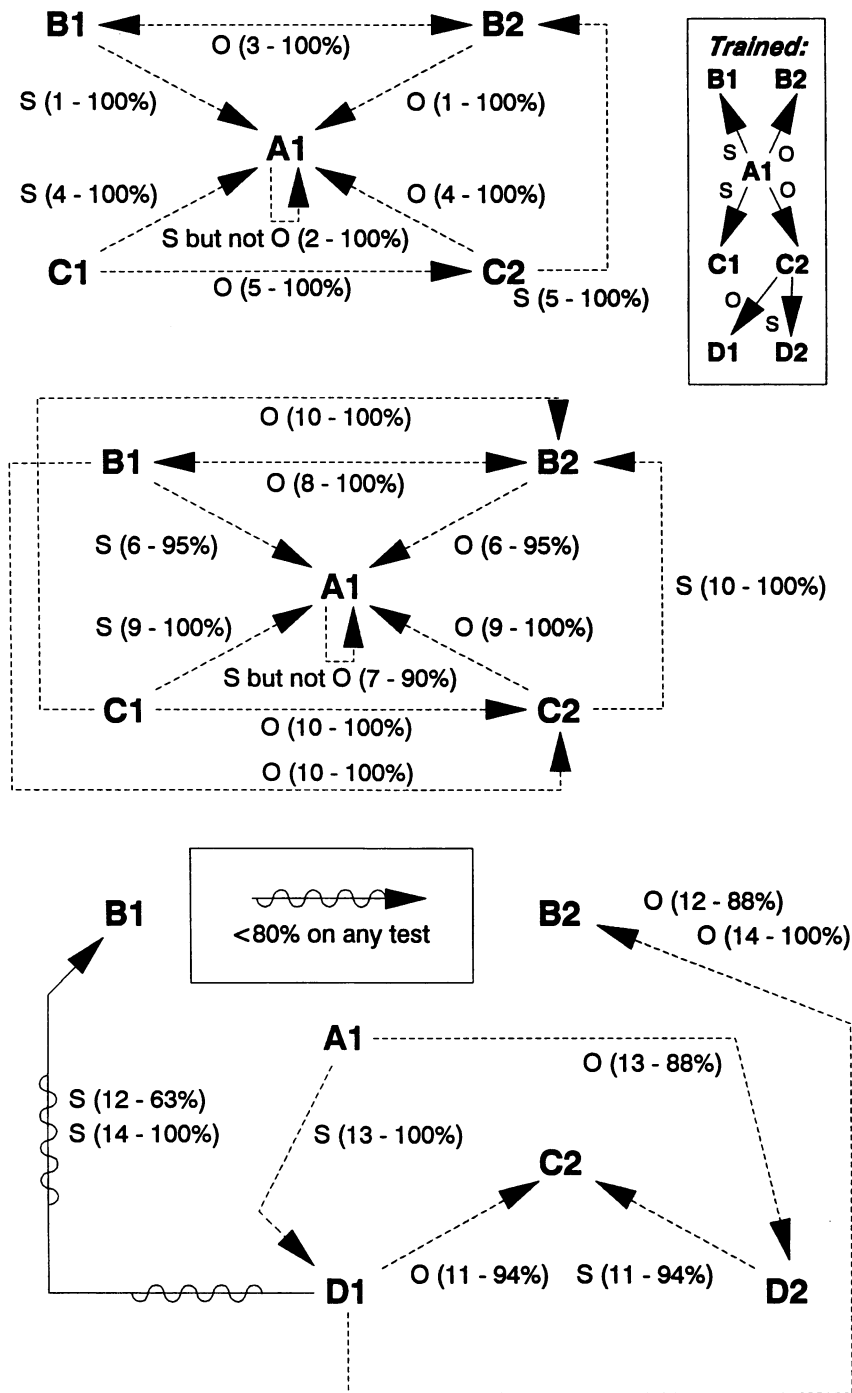 B1 O (3 - 100%) B2
S (1 - 100%) O (1 - 100%)
A1
S (4 - 100%) O (4 - 100%)
S but not O (2 - 100%)
C1 O (5 - 100%) C2 S (5 - 100%)
Trained:
B1 B2
S O
A1
S O
C1 C2
O S
D1 D2
O (10 - 100%)
B1 O (8 - 100%) B2
S (6 - 95%) O (6 - 95%)
A1 S (10 - 100%)
S (9 - 100%) O (9 - 100%)
S but not O (7 - 90%)
C1 O (10 - 100%) C2
O (10 - 100%)
B1 <80% on any test B2 O (12 - 88%)
O (14 - 100%)
A1 O (13 - 88%)
S (12 - 63%)
S (14 - 100%) S (13 - 100%)
C2
D1 O (11 - 94%) S (11 - 94%) D2